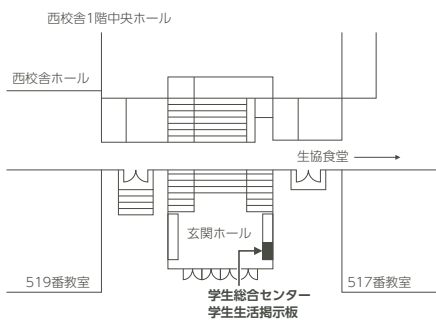 西校舎1階中央ホール
西校舎ホール
生協食堂
玄関ホール
519番教室
517番教室
学生総合センター
学生生活掲示板